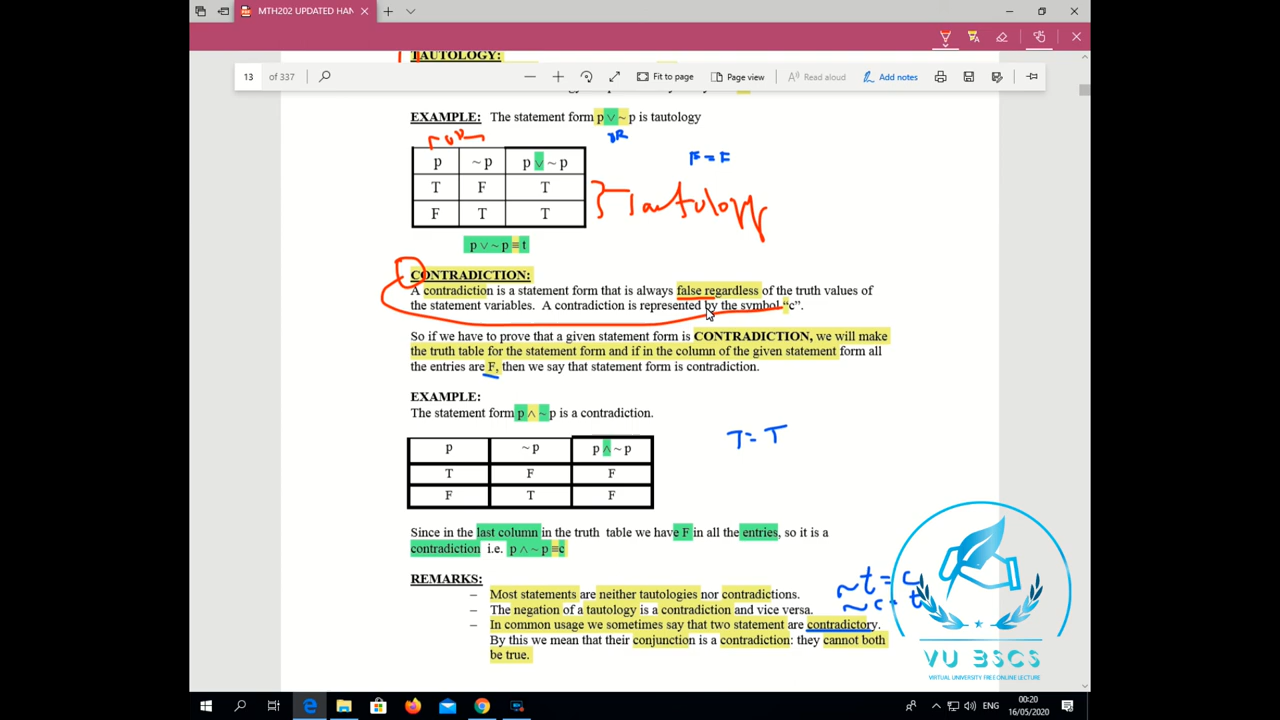 MTH202 UPDATED HAN
13 of 337
Fit to page
Page view
Read aloud
Add notes
TAUTOLOGY:
EXAMPLE: The statement form p ∨ ~ p is tautology
OR
p ~ p p ∨ ~ p
T F T
F T T
F = F
Tautology
p ∨ ~ p ≡ t
CONTRADICTION:
A contradiction is a statement form that is always false regardless of the truth values of
the statement variables. A contradiction is represented by the symbol “c”.
So if we have to prove that a given statement form is CONTRADICTION, we will make
the truth table for the statement form and if in the column of the given statement form all
the entries are F, then we say that statement form is contradiction.
EXAMPLE:
The statement form p ∧ ~ p is a contradiction.
p ~ p p ∧ ~ p
T F F
F T F
T = T
Since in the last column in the truth table we have F in all the entries, so it is a
contradiction i.e. p ∧ ~ p ≡c
REMARKS:
– Most statements are neither tautologies nor contradictions.
– The negation of a tautology is a contradiction and vice versa.
– In common usage we sometimes say that two statement are contradictory.
By this we mean that their conjunction is a contradiction: they cannot both
be true.
~t = c
~c = t
VU BSCS
VIRTUAL UNIVERSITY FREE ONLINE LECTURE
ENG
00:20
16/05/2020